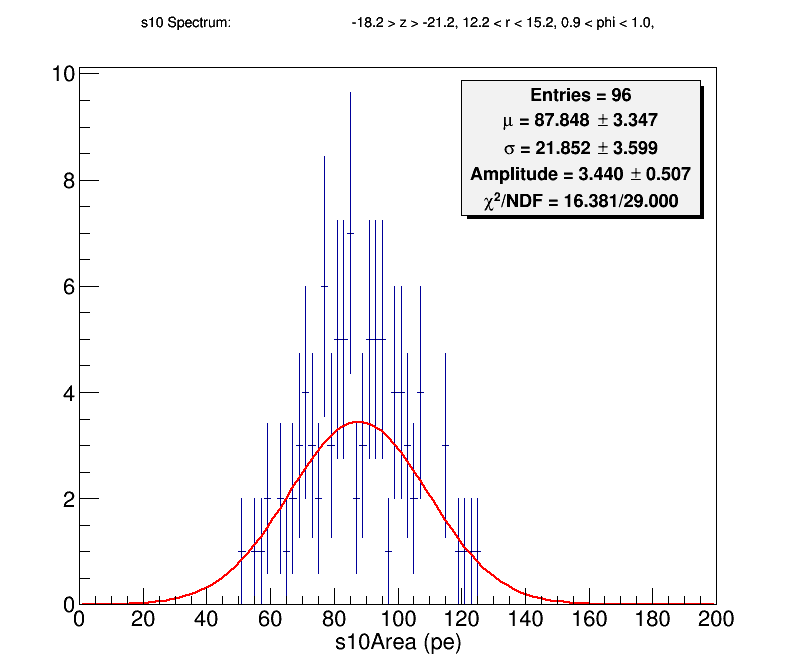 s10 Spectrum: -18.2 > z > -21.2, 12.2 < r < 15.2, 0.9 < phi < 1.0,
Entries = 96
μ = 87.848 ± 3.347
σ = 21.852 ± 3.599
Amplitude = 3.440 ± 0.507
χ²/NDF = 16.381/29.000
10
8
6
4
2
0
0 20 40 60 80 100 120 140 160 180 200
s10Area (pe)